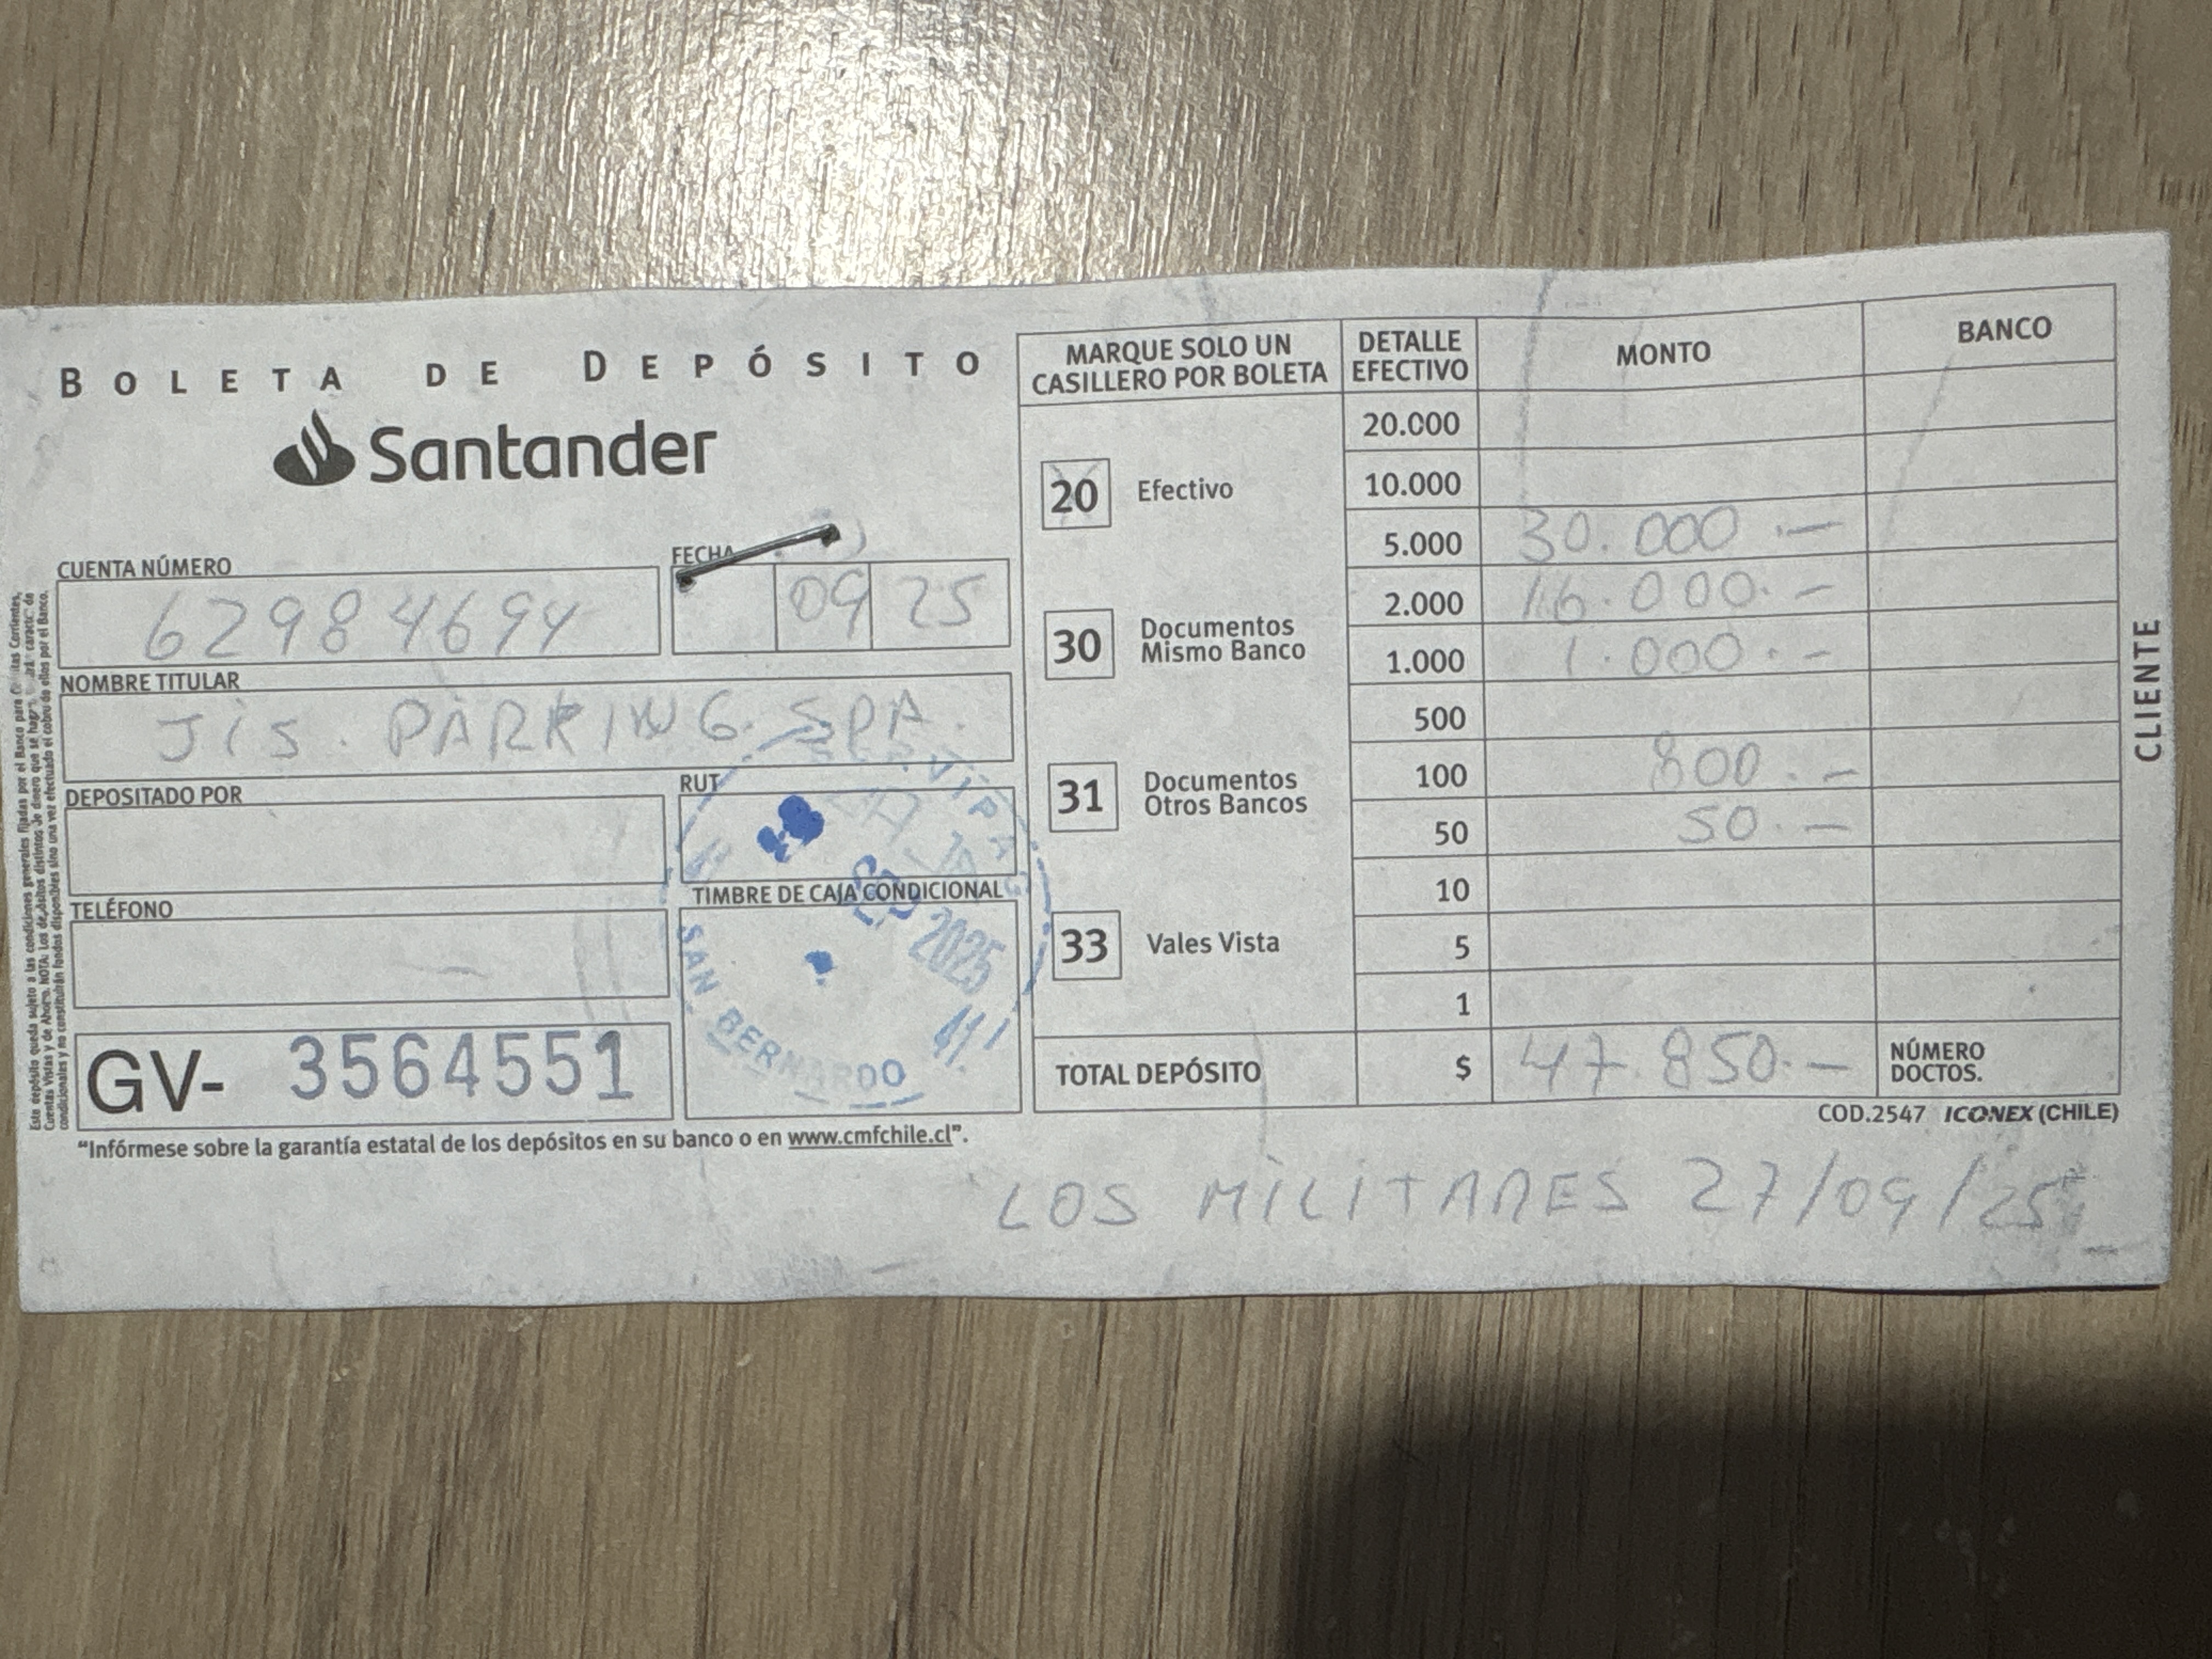 BOLETA DE DEPÓSITO
Santander
CUENTA NÚMERO
62984694
FECHA
09 25
NOMBRE TITULAR
Jis. PARKING. SPA.
DEPOSITADO POR
RUT
TELÉFONO
TIMBRE DE CAJA CONDICIONAL
SERVIPAG
SEP 2025
SAN BERNARDO
GV- 3564551
"Infórmese sobre la garantía estatal de los depósitos en su banco o en www.cmfchile.cl".
MARQUE SOLO UN CASILLERO POR BOLETA
20 Efectivo
30 Documentos Mismo Banco
31 Documentos Otros Bancos
33 Vales Vista
DETALLE EFECTIVO MONTO BANCO
20.000
10.000
5.000 30.000.-
2.000 16.000.-
1.000 1.000.-
500
100 800.-
50 50.-
10
5
1
TOTAL DEPÓSITO $ 47.850.- NÚMERO DOCTOS.
CLIENTE
COD.2547 ICONEX (CHILE)
LOS MILITARES 27/09/25